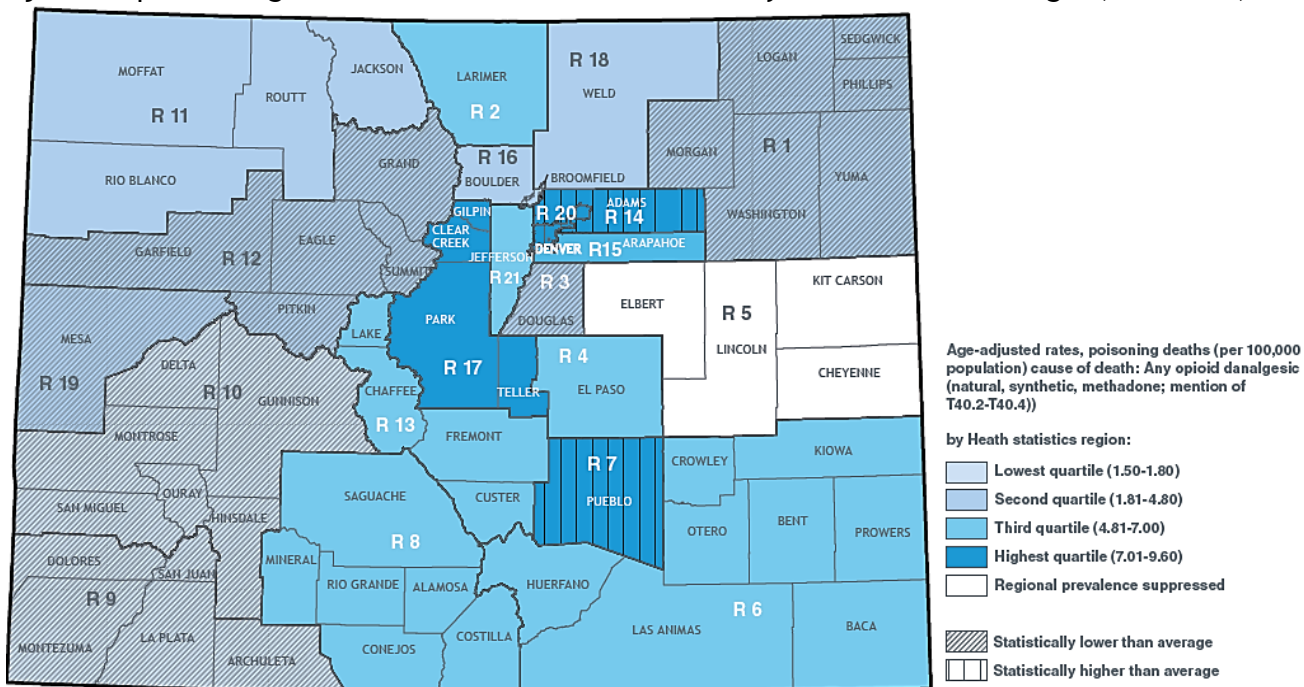 SEDGWICK
LOGAN
R 18
MOFFAT
JACKSON
LARIMER
PHILLIPS
WELD
ROUTT
R 11
R 2
R 1
MORGAN
GRAND
R 16
YUMA
RIO BLANCO
BOULDER
BROOMFIELD
ADAMS
GILPIN
R 20
R 14
WASHINGTON
CLEAR
CREEK
EAGLE
GARFIELD
R 12
DENVER
R15
ARAPAHOE
JEFFERSON
SUMMIT
R21
R 3
KIT CARSON
ELBERT
PITKIN
R 5
PARK
DOUGLAS
MESA
LAKE
LINCOLN
DELTA
R 4
R 17
CHEYENNE
R 19
R 10
GUNNISON
CHAFFEE
TELLER
EL PASO
R 13
MONTROSE
FREMONT
KIOWA
R 7
CROWLEY
OURAY
SAGUACHE
CUSTER
PUEBLO
SAN MIGUEL
HINSDALE
BENT
OTERO
PROWERS
R 8
DOLORES
MINERAL
SAN JUAN
RIO GRANDE
ALAMOSA
HUERFANO
R 9
R 6
LA PLATA
COSTILLA
LAS ANIMAS
BACA
MONTEZUMA
CONEJOS
ARCHULETA
Age-adjusted rates, poisoning deaths (per 100,000
population) cause of death: Any opioid danalgesic
(natural, synthetic, methadone; mention of
T40.2-T40.4))
by Heath statistics region:
Lowest quartile (1.50-1.80)
Second quartile (1.81-4.80)
Third quartile (4.81-7.00)
Highest quartile (7.01-9.60)
Regional prevalence suppressed
Statistically lower than average
Statistically higher than average